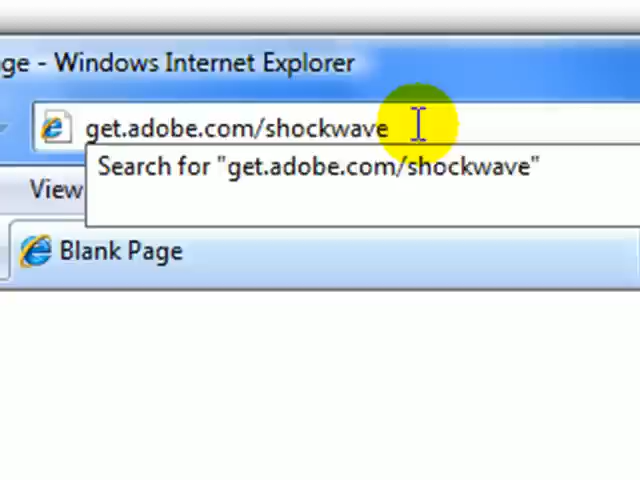 ge - Windows Internet Explorer
get.adobe.com/shockwave
Search for "get.adobe.com/shockwave"
View
Blank Page